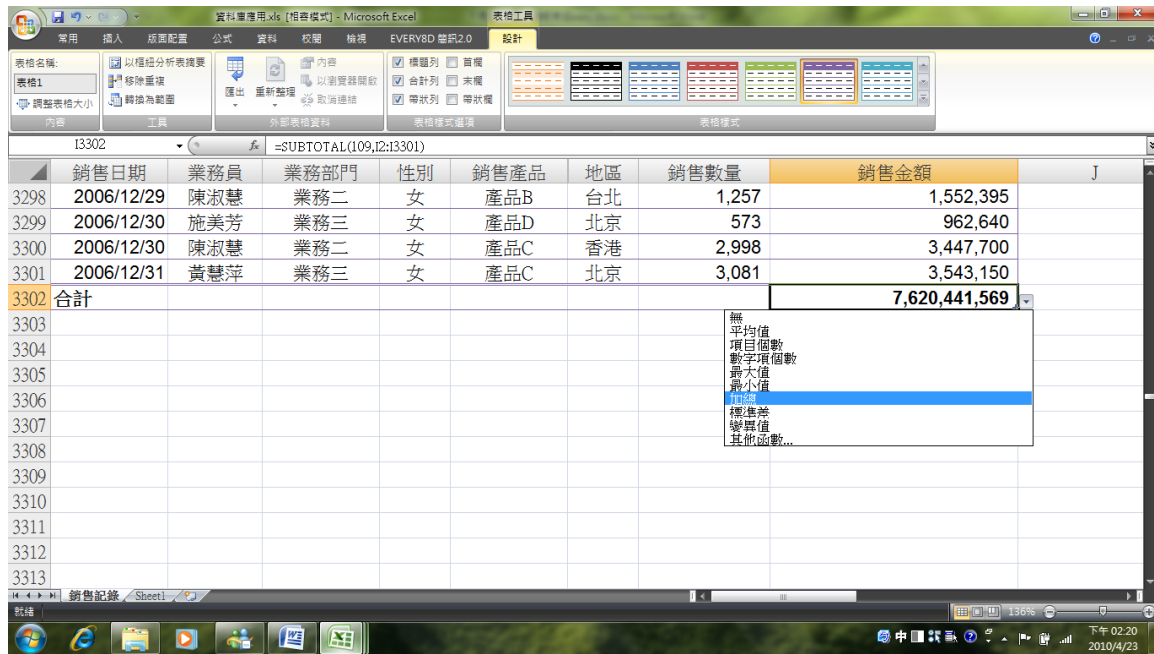 資料庫應用.xls [相容模式] - Microsoft Excel
表格工具
常用 插入 版面配置 公式 資料 校閱 檢視 EVERY8D 簡訊2.0 設計
表格名稱:
表格1
調整表格大小
內容
以樞紐分析表摘要
移除重複
轉換為範圍
工具
匯出
重新整理
內容
以瀏覽器開啟
取消連結
外部表格資料
標題列 首欄
合計列 末欄
帶狀列 帶狀欄
表格樣式選項
表格樣式
I3302 fx =SUBTOTAL(109,I2:I3301)
銷售日期 業務員 業務部門 性別 銷售產品 地區 銷售數量 銷售金額 J
3298 2006/12/29 陳淑慧 業務二 女 產品B 台北 1,257 1,552,395
3299 2006/12/30 施美芳 業務三 女 產品D 北京 573 962,640
3300 2006/12/30 陳淑慧 業務二 女 產品C 香港 2,998 3,447,700
3301 2006/12/31 黃慧萍 業務三 女 產品C 北京 3,081 3,543,150
3302 合計 7,620,441,569
無
平均值
項目個數
數字項個數
最大值
最小值
加總
標準差
變異值
其他函數...
3303
3304
3305
3306
3307
3308
3309
3310
3311
3312
3313
銷售記錄 Sheet1
就緒 136%
中
下午 02:20
2010/4/23